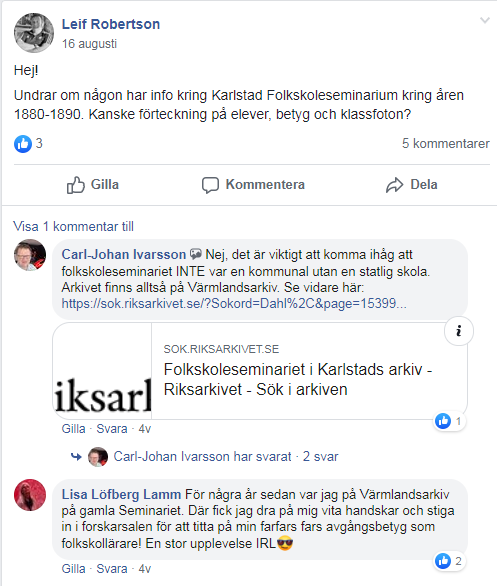 Leif Robertson
16 augusti
Hej!
Undrar om någon har info kring Karlstad Folkskoleseminarium kring åren
1880-1890. Kanske förteckning på elever, betyg och klassfoton?
3
5 kommentarer
Gilla
Kommentera
Dela
Visa 1 kommentar till
Carl-Johan Ivarsson Nej, det är viktigt att komma ihåg att
folkskoleseminariet INTE var en kommunal utan en statlig skola.
Arkivet finns alltså på Värmlandsarkiv. Se vidare här:
https://sok.riksarkivet.se/?Sokord=Dahl%2C&page=15399...
iksarl
SOK.RIKSARKIVET.SE
Folkskoleseminariet i Karlstads arkiv -
Riksarkivet - Sök i arkiven
i
1
Gilla · Svara · 4v
Carl-Johan Ivarsson har svarat · 2 svar
Lisa Löfberg Lamm För några år sedan var jag på Värmlandsarkiv
på gamla Seminariet. Där fick jag dra på mig vita handskar och stiga
in i forskarsalen för att titta på min farfars fars avgångsbetyg som
folkskollärare! En stor upplevelse IRL😎
2
Gilla · Svara · 4v